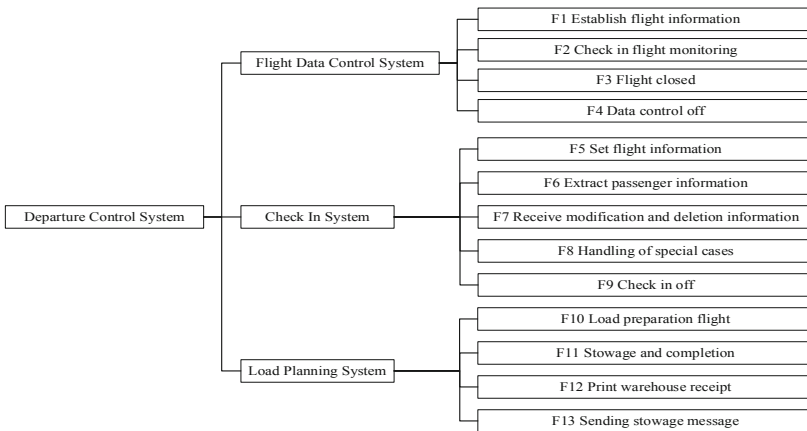 Departure Control System
Flight Data Control System
F1 Establish flight information
F2 Check in flight monitoring
F3 Flight closed
F4 Data control off
Check In System
F5 Set flight information
F6 Extract passenger information
F7 Receive modification and deletion information
F8 Handling of special cases
F9 Check in off
Load Planning System
F10 Load preparation flight
F11 Stowage and completion
F12 Print warehouse receipt
F13 Sending stowage message